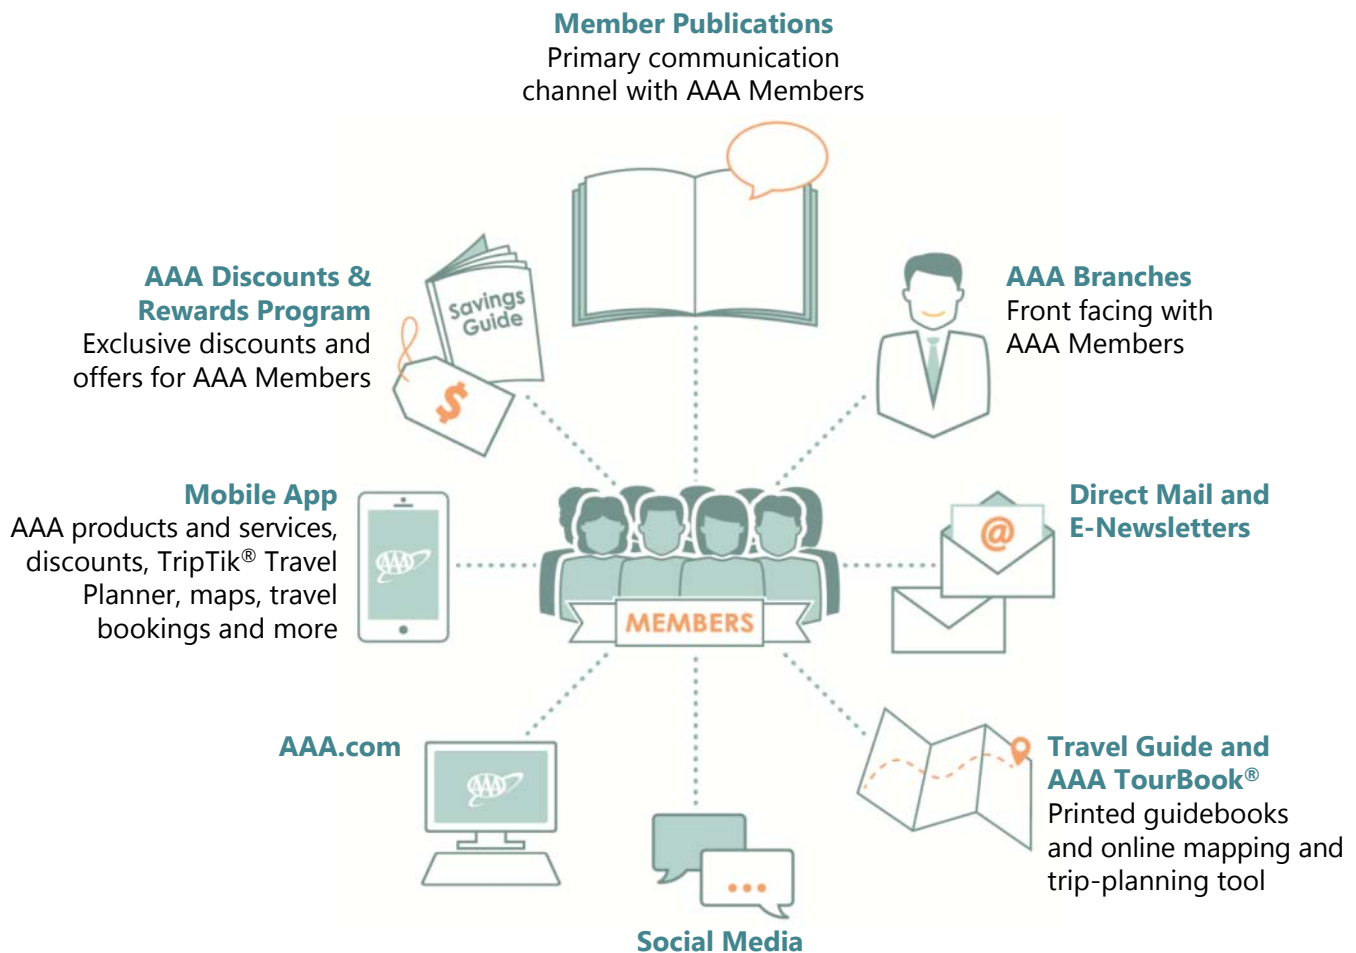 Member Publications
Primary communication
channel with AAA Members
AAA Discounts &
Rewards Program
Exclusive discounts and
offers for AAA Members
Savings
Guide
$
AAA Branches
Front facing with
AAA Members
Mobile App
AAA products and services,
discounts, TripTik® Travel
Planner, maps, travel
bookings and more
AAA
MEMBERS
@
Direct Mail and
E-Newsletters
AAA.com
AAA
Travel Guide and
AAA TourBook®
Printed guidebooks
and online mapping and
trip-planning tool
Social Media